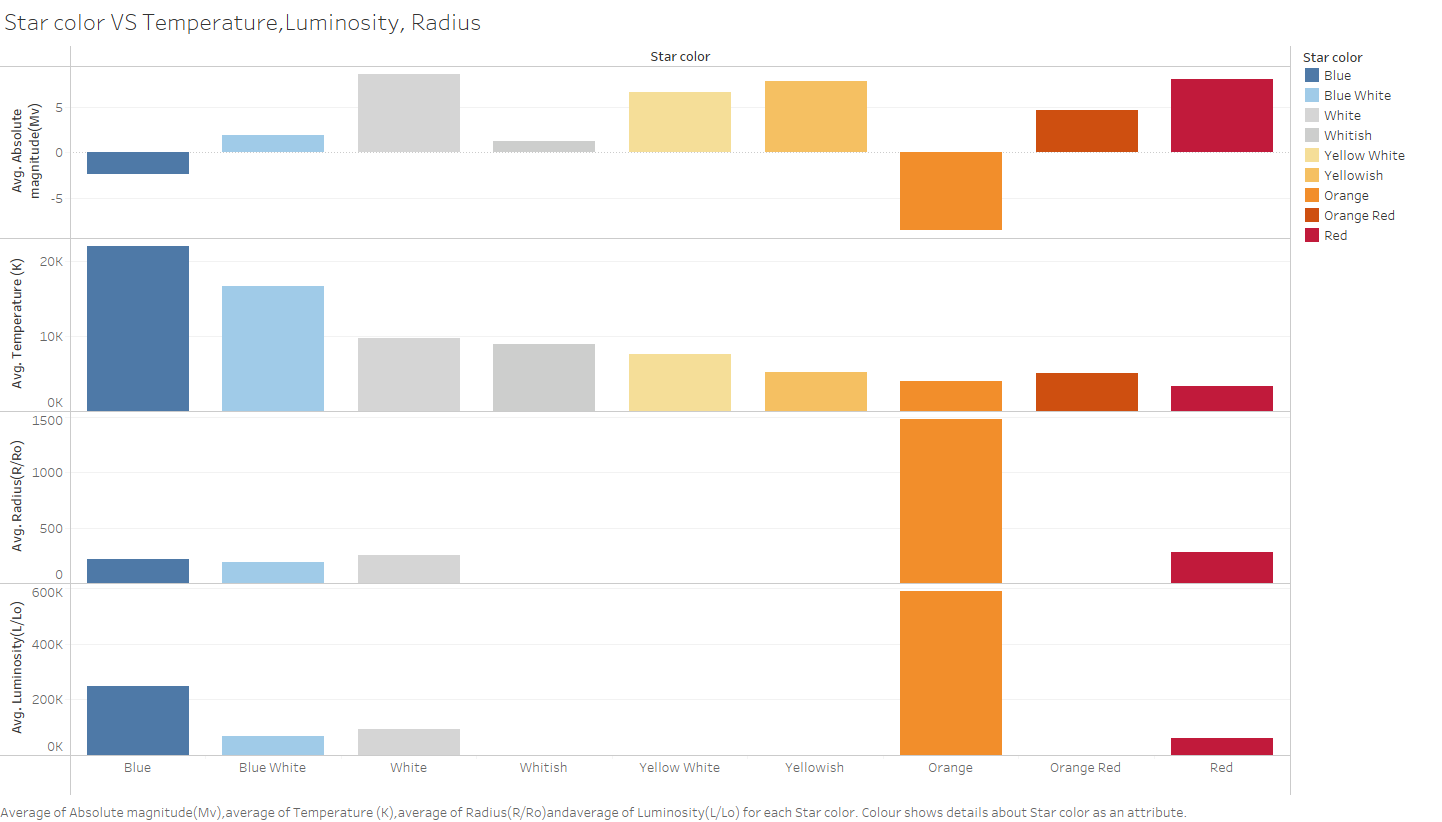 Star color VS Temperature,Luminosity, Radius
Star color
Avg. Absolute
magnitude(Mv)
5
0
-5
Avg. Temperature (K)
20K
10K
0K
Avg. Radius(R/Ro)
1500
1000
500
0
Avg. Luminosity(L/Lo)
600K
400K
200K
0K
Blue
Blue White
White
Whitish
Yellow White
Yellowish
Orange
Orange Red
Red
Star color
Blue
Blue White
White
Whitish
Yellow White
Yellowish
Orange
Orange Red
Red
Average of Absolute magnitude(Mv),average of Temperature (K),average of Radius(R/Ro)andaverage of Luminosity(L/Lo) for each Star color. Colour shows details about Star color as an attribute.